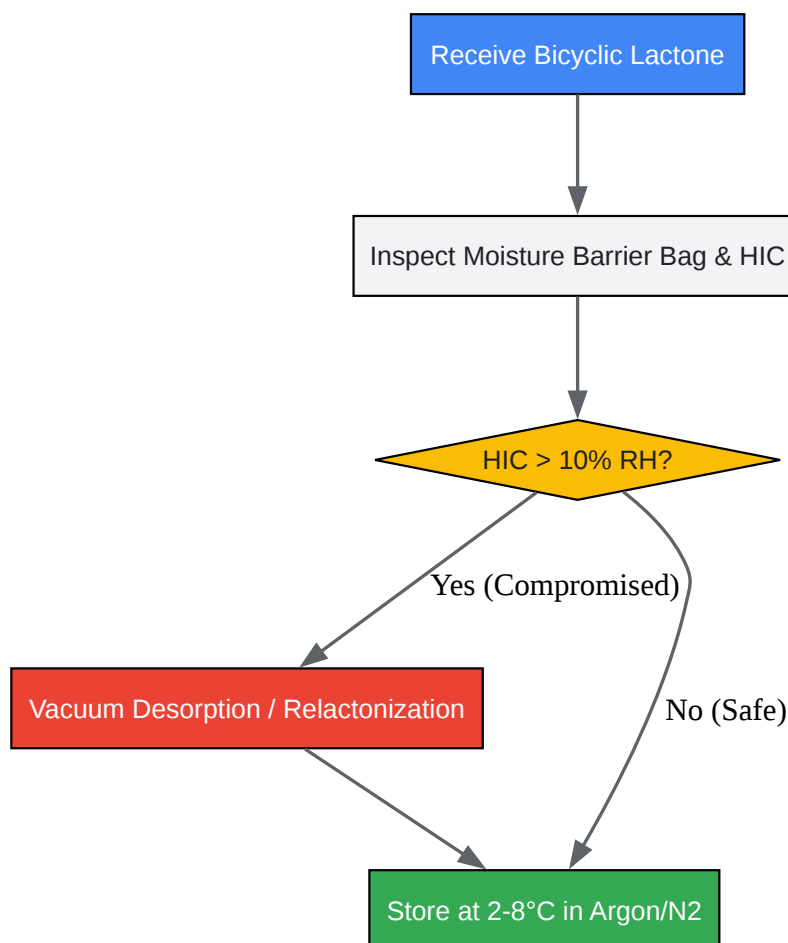 Receive Bicyclic Lactone
Inspect Moisture Barrier Bag & HIC
HIC > 10% RH?
Yes (Compromised)
Vacuum Desorption / Relactonization
No (Safe)
Store at 2-8°C in Argon/N2